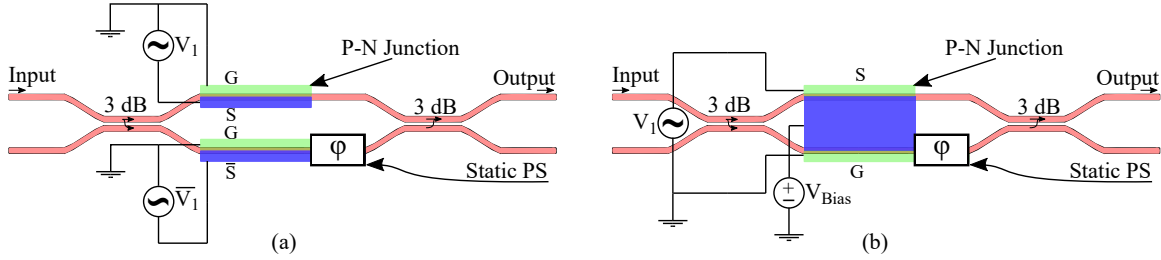 V1
P-N Junction
Input
G
Output
3 dB
S
3 dB
G
φ
S̅
V̅1̅
Static PS
(a)
P-N Junction
Input
S
Output
3 dB
3 dB
V1
φ
G
VBias
Static PS
(b)